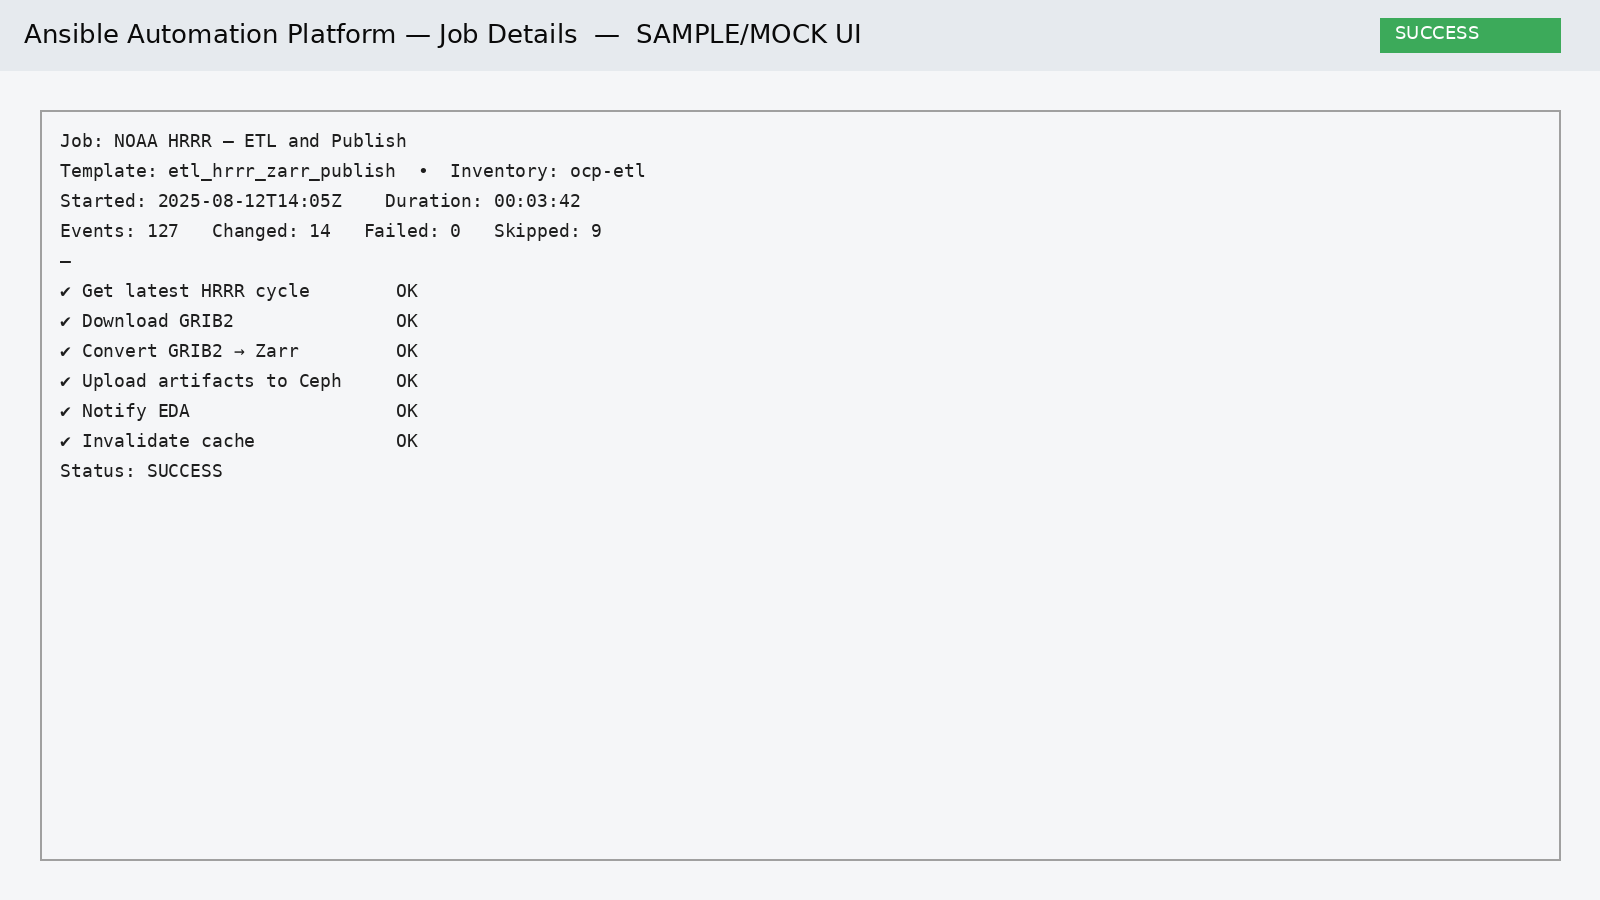 Ansible Automation Platform — Job Details — SAMPLE/MOCK UI
SUCCESS
Job: NOAA HRRR — ETL and Publish
Template: etl_hrrr_zarr_publish • Inventory: ocp-etl
Started: 2025-08-12T14:05Z Duration: 00:03:42
Events: 127 Changed: 14 Failed: 0 Skipped: 9
—
✔ Get latest HRRR cycle OK
✔ Download GRIB2 OK
✔ Convert GRIB2 → Zarr OK
✔ Upload artifacts to Ceph OK
✔ Notify EDA OK
✔ Invalidate cache OK
Status: SUCCESS